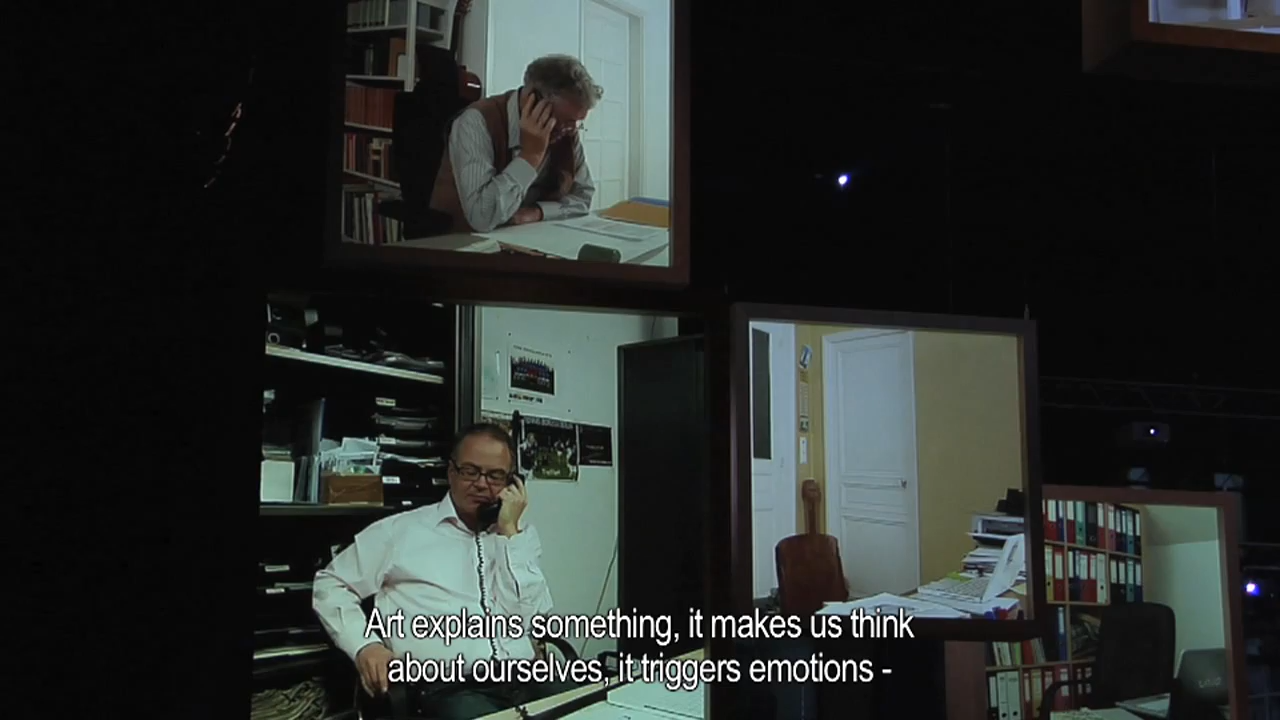 Art explains something, it makes us think
about ourselves, it triggers emotions -